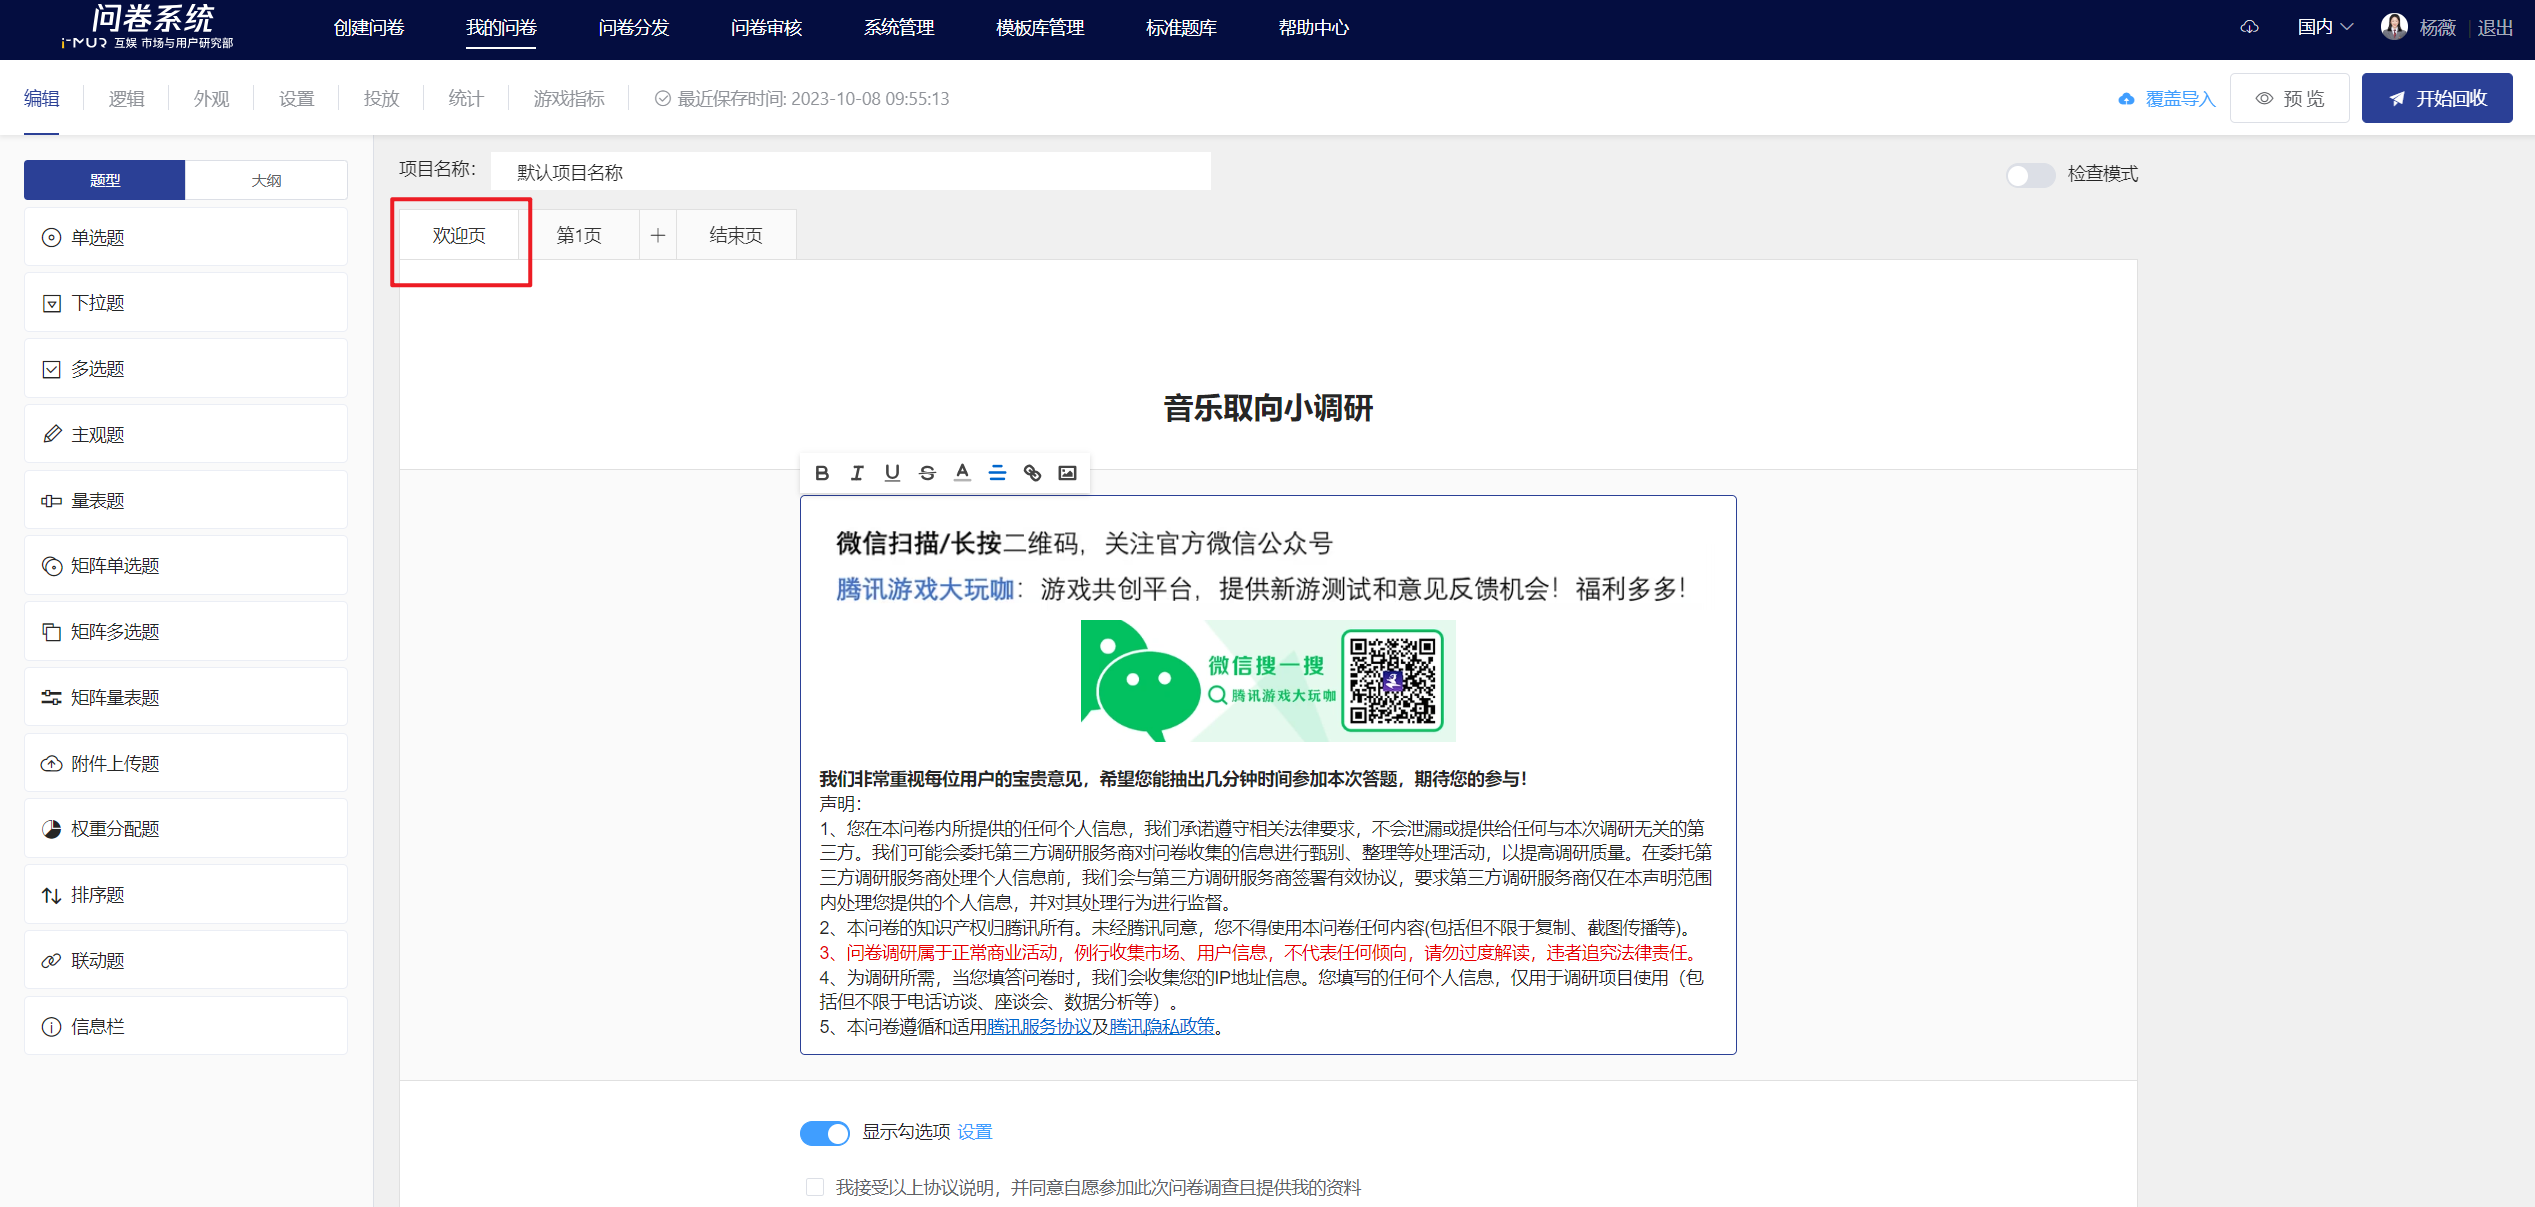 问卷系统
i-MUR 互娱 市场与用户研究部
创建问卷
我的问卷
问卷分发
问卷审核
系统管理
模板库管理
标准题库
帮助中心
国内
杨薇
退出
编辑
逻辑
外观
设置
投放
统计
游戏指标
最近保存时间: 2023-10-08 09:55:13
覆盖导入
预 览
开始回收
题型
大纲
项目名称:
默认项目名称
检查模式
单选题
下拉题
多选题
主观题
量表题
矩阵单选题
矩阵多选题
矩阵量表题
附件上传题
权重分配题
排序题
联动题
信息栏
欢迎页
第1页
结束页
音乐取向小调研
微信扫描/长按二维码，关注官方微信公众号
腾讯游戏大玩咖：游戏共创平台，提供新游测试和意见反馈机会！福利多多！
微信搜一搜
腾讯游戏大玩咖
我们非常重视每位用户的宝贵意见，希望您能抽出几分钟时间参加本次答题，期待您的参与！
声明：
1、您在本问卷内所提供的任何个人信息，我们承诺遵守相关法律要求，不会泄漏或提供给任何与本次调研无关的第
三方。我们可能会委托第三方调研服务商对问卷收集的信息进行甄别、整理等处理活动，以提高调研质量。在委托第
三方调研服务商处理个人信息前，我们会与第三方调研服务商签署有效协议，要求第三方调研服务商仅在本声明范围
内处理您提供的个人信息，并对其处理行为进行监督。
2、本问卷的知识产权归腾讯所有。未经腾讯同意，您不得使用本问卷任何内容(包括但不限于复制、截图传播等)。
3、问卷调研属于正常商业活动，例行收集市场、用户信息，不代表任何倾向，请勿过度解读，违者追究法律责任。
4、为调研所需，当您填答问卷时，我们会收集您的IP地址信息。您填写的任何个人信息，仅用于调研项目使用（包
括但不限于电话访谈、座谈会、数据分析等）。
5、本问卷遵循和适用腾讯服务协议及腾讯隐私政策。
显示勾选项 设置
我接受以上协议说明，并同意自愿参加此次问卷调查且提供我的资料